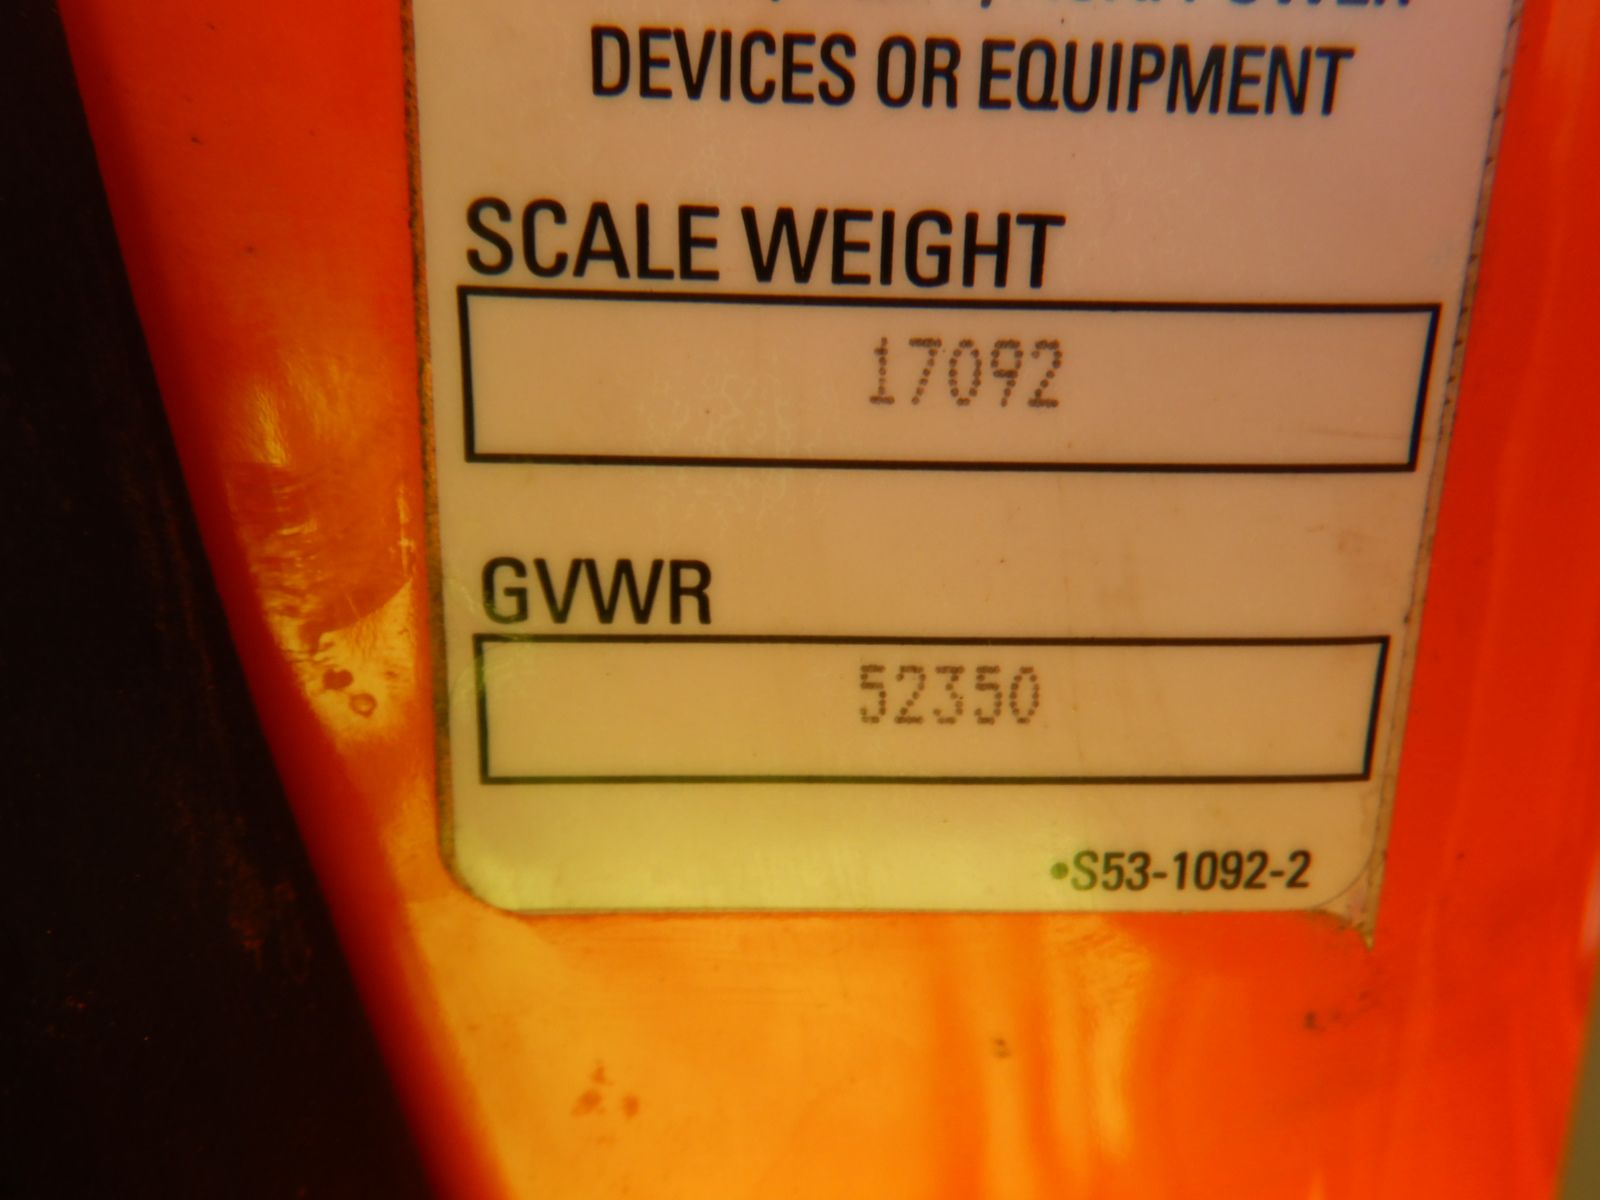 DEVICES OR EQUIPMENT
SCALE WEIGHT
17092
GVWR
52350
•S53-1092-2